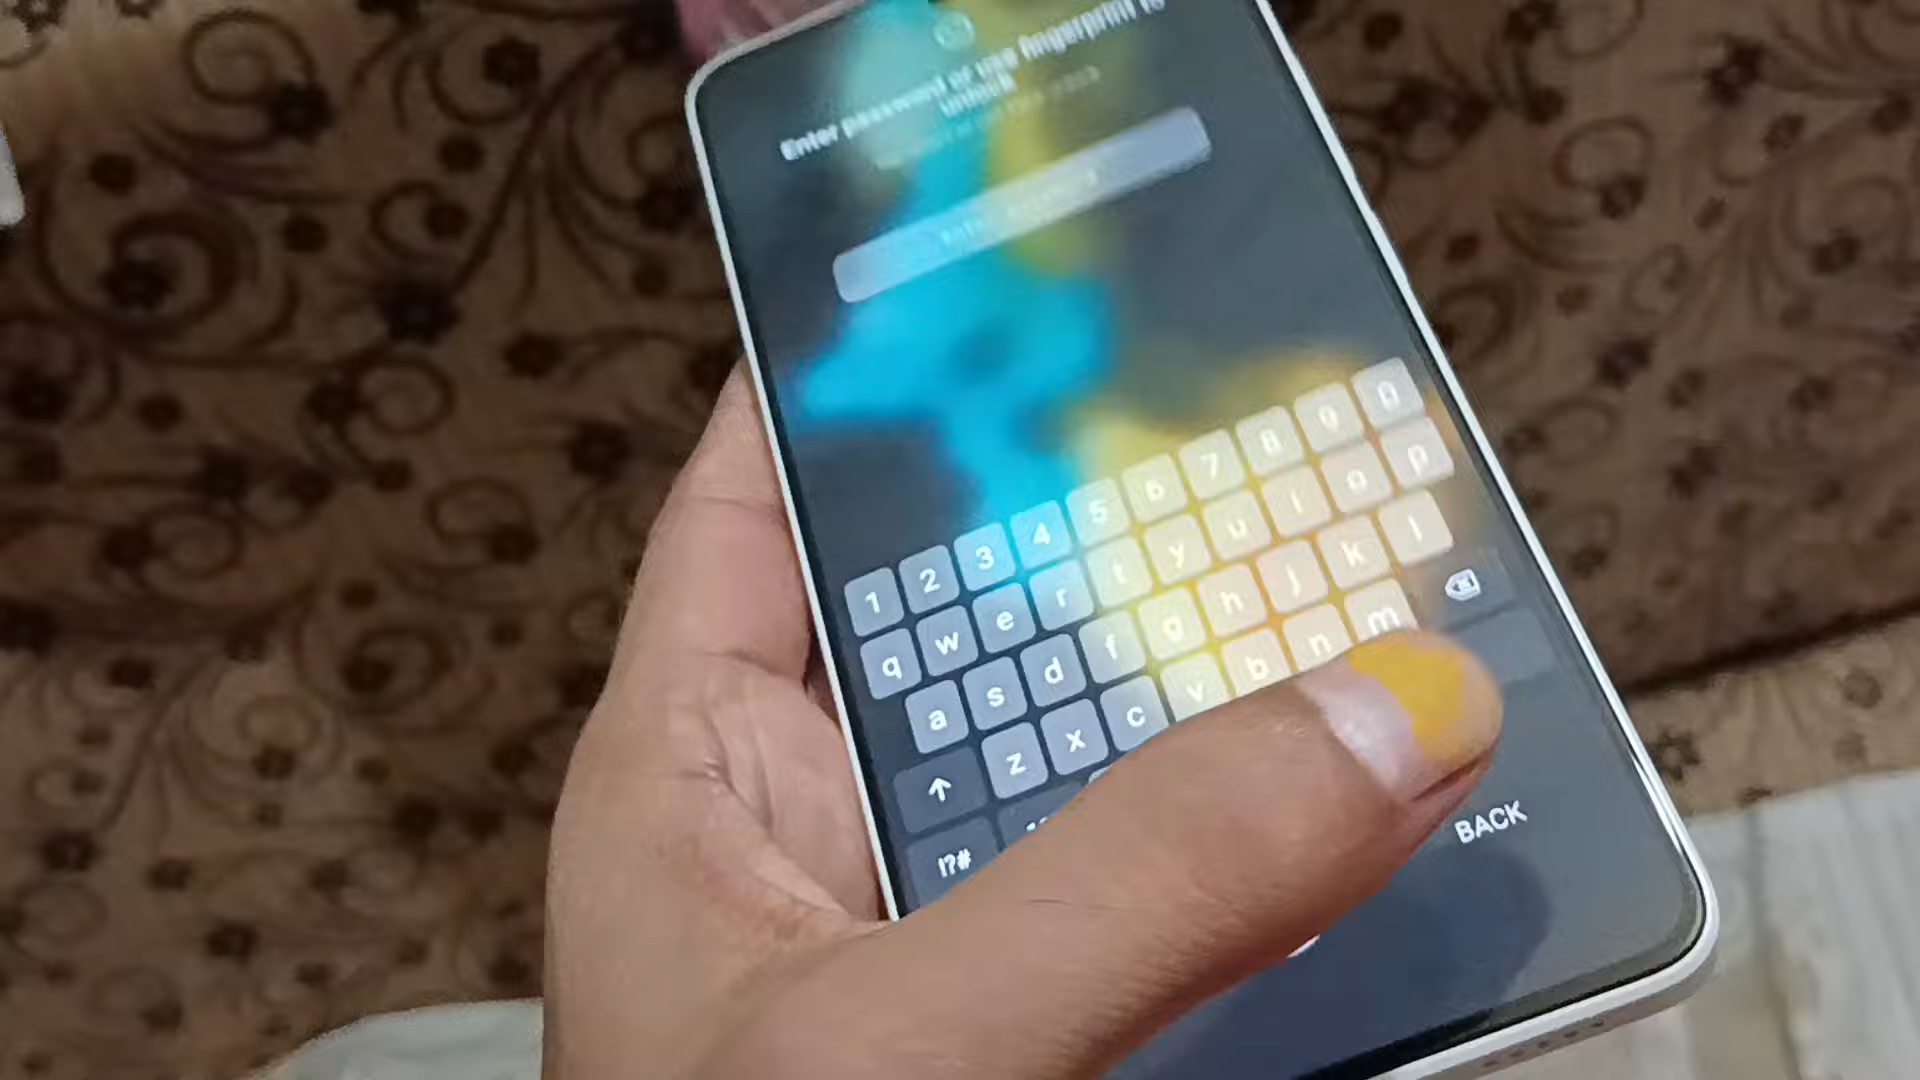 Enter password or use fingerprint to
unlock
1 2 3 4 5 6 7 8 9 0
q w e r t y u i o p
a s d f g h j k l
z x c v b n m
!?#
BACK